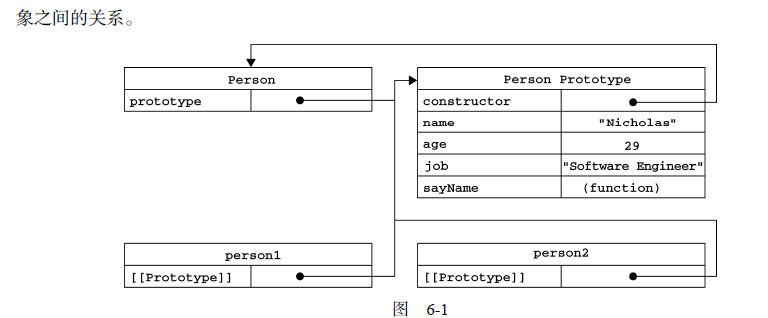 象之间的关系。
Person
prototype
Person Prototype
constructor
name "Nicholas"
age 29
job "Software Engineer"
sayName (function)
person1
[[Prototype]]
person2
[[Prototype]]
图 6-1